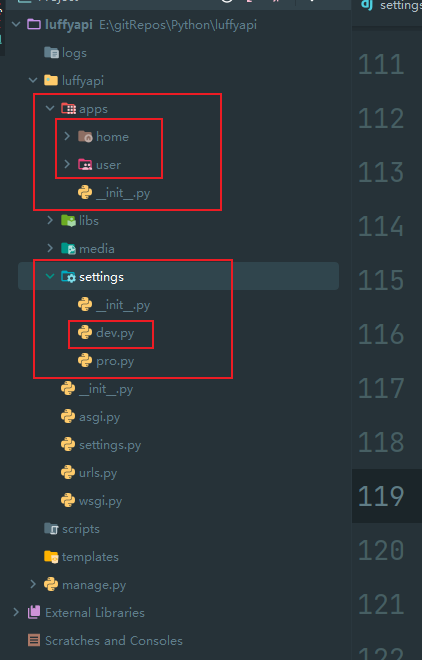 settings
luffyapi E:\gitRepos\Python\luffyapi
logs
luffyapi
apps
home
user
__init__.py
libs
media
settings
__init__.py
dev.py
pro.py
__init__.py
asgi.py
settings.py
urls.py
wsgi.py
scripts
templates
manage.py
External Libraries
Scratches and Consoles
111
112
113
114
115
116
117
118
119
120
121
122